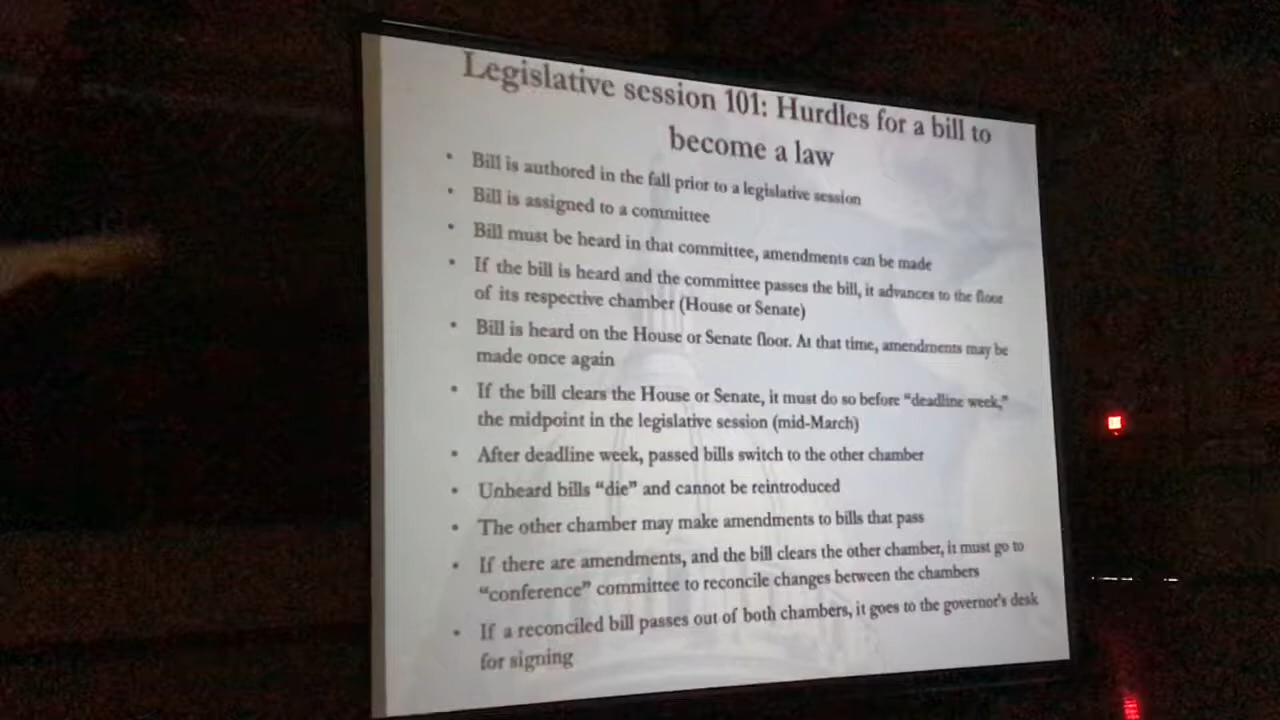 Legislative session 101: Hurdles for a bill to
become a law
• Bill is authored in the fall prior to a legislative session
• Bill is assigned to a committee
• Bill must be heard in that committee, amendments can be made
• If the bill is heard and the committee passes the bill, it advances to the floor
of its respective chamber (House or Senate)
• Bill is heard on the House or Senate floor. At that time, amendments may be
made once again
• If the bill clears the House or Senate, it must do so before “deadline week,”
the midpoint in the legislative session (mid-March)
• After deadline week, passed bills switch to the other chamber
• Unheard bills “die” and cannot be reintroduced
• The other chamber may make amendments to bills that pass
• If there are amendments, and the bill clears the other chamber, it must go to
“conference” committee to reconcile changes between the chambers
• If a reconciled bill passes out of both chambers, it goes to the governor's desk
for signing